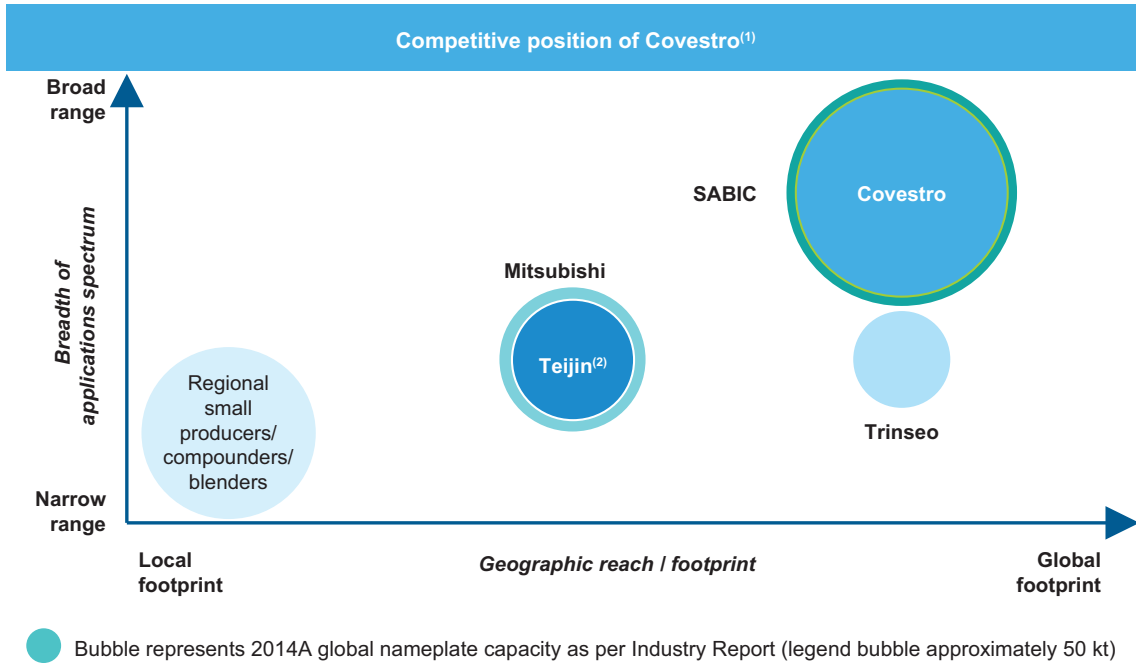 Competitive position of Covestro(1)
Broad
range
SABIC
Covestro
Breadth of
applications spectrum
Mitsubishi
Teijin(2)
Regional
small
producers/
compounders/
blenders
Trinseo
Narrow
range
Local
footprint
Geographic reach / footprint
Global
footprint
Bubble represents 2014A global nameplate capacity as per Industry Report (legend bubble approximately 50 kt)